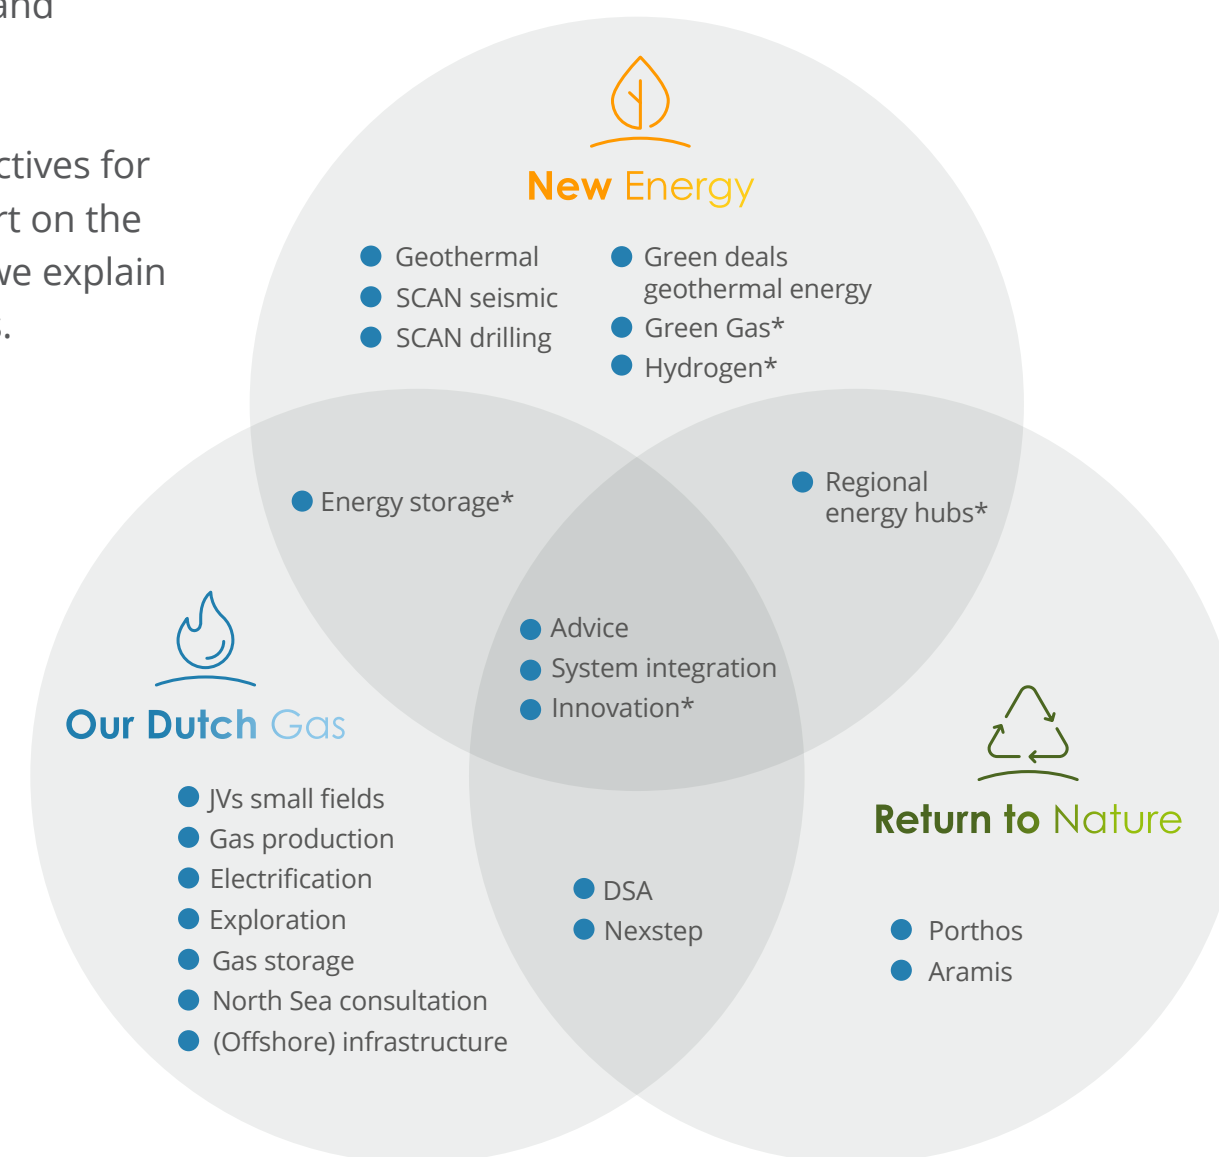 and
ctives for
rt on the
we explain
s.
New Energy
Geothermal
SCAN seismic
SCAN drilling
Green deals
geothermal energy
Green Gas*
Hydrogen*
Energy storage*
Regional
energy hubs*
Advice
System integration
Innovation*
Our Dutch Gas
JVs small fields
Gas production
Electrification
Exploration
Gas storage
North Sea consultation
(Offshore) infrastructure
DSA
Nexstep
Return to Nature
Porthos
Aramis